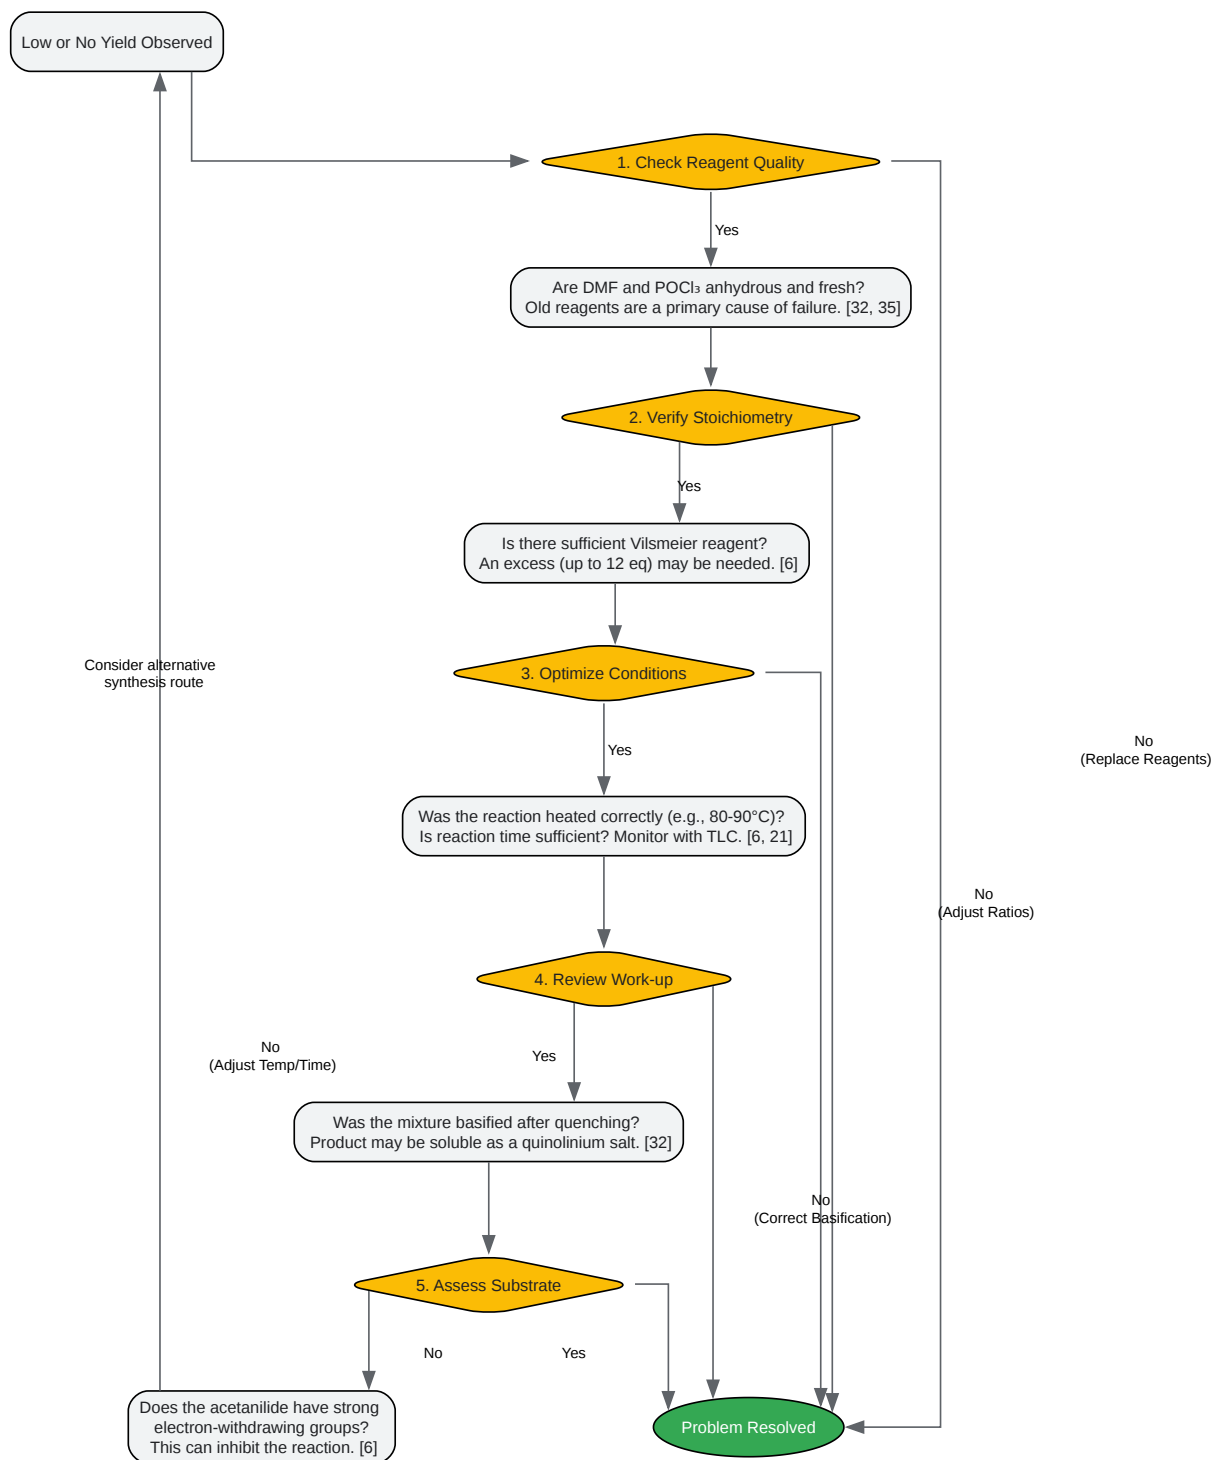 Low or No Yield Observed
1. Check Reagent Quality
Yes
Are DMF and POCl₃ anhydrous and fresh?
Old reagents are a primary cause of failure. [32, 35]
2. Verify Stoichiometry
Yes
Is there sufficient Vilsmeier reagent?
An excess (up to 12 eq) may be needed. [6]
3. Optimize Conditions
Consider alternative
synthesis route
Yes
No
(Replace Reagents)
Was the reaction heated correctly (e.g., 80-90°C)?
Is reaction time sufficient? Monitor with TLC. [6, 21]
No
(Adjust Ratios)
4. Review Work-up
No
(Adjust Temp/Time)
Yes
Was the mixture basified after quenching?
Product may be soluble as a quinolinium salt. [32]
No
(Correct Basification)
5. Assess Substrate
No
Yes
Does the acetanilide have strong
electron-withdrawing groups?
This can inhibit the reaction. [6]
Problem Resolved